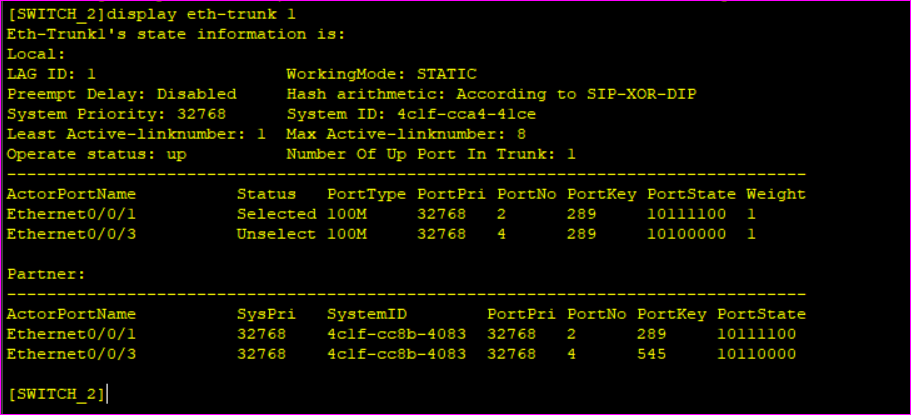 [SWITCH_2]display eth-trunk 1
Eth-Trunk1's state information is:
Local:
LAG ID: 1                   WorkingMode: STATIC
Preempt Delay: Disabled     Hash arithmetic: According to SIP-XOR-DIP
System Priority: 32768      System ID: 4c1f-cca4-41ce
Least Active-linknumber: 1  Max Active-linknumber: 8
Operate status: up          Number Of Up Port In Trunk: 1
--------------------------------------------------------------------------------
ActorPortName          Status   PortType PortPri PortNo PortKey PortState Weight
Ethernet0/0/1          Selected 100M     32768   2      289     10111100  1
Ethernet0/0/3          Unselect 100M     32768   4      289     10100000  1
Partner:
--------------------------------------------------------------------------------
ActorPortName          SysPri   SystemID        PortPri PortNo PortKey PortState
Ethernet0/0/1          32768    4c1f-cc8b-4083  32768   2      289     10111100
Ethernet0/0/3          32768    4c1f-cc8b-4083  32768   4      545     10110000
[SWITCH_2]